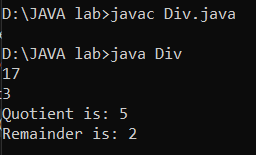 D:\JAVA lab>javac Div.java
D:\JAVA lab>java Div
17
3
Quotient is: 5
Remainder is: 2